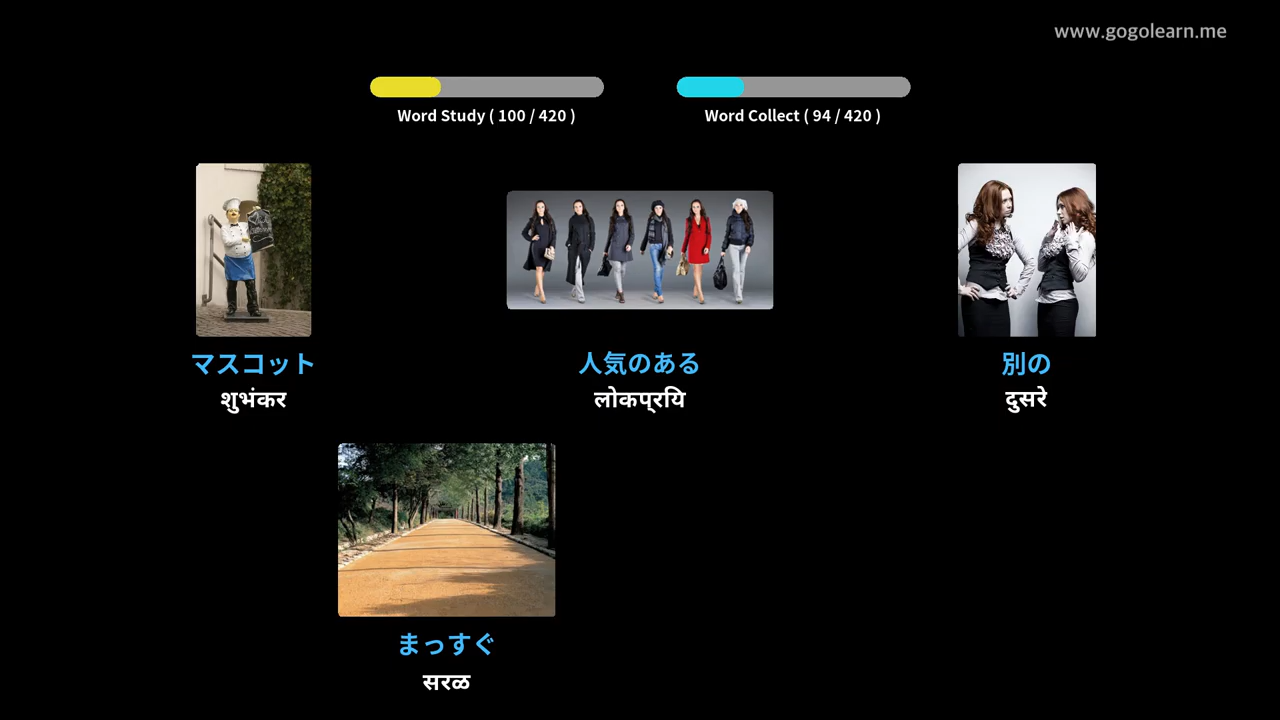 www.gogolearn.me
Word Study ( 100 / 420 )
Word Collect ( 94 / 420 )
マスコット
शुभंकर
人気のある
लोकप्रयि
別の
दुसरे
まっすぐ
सरळ